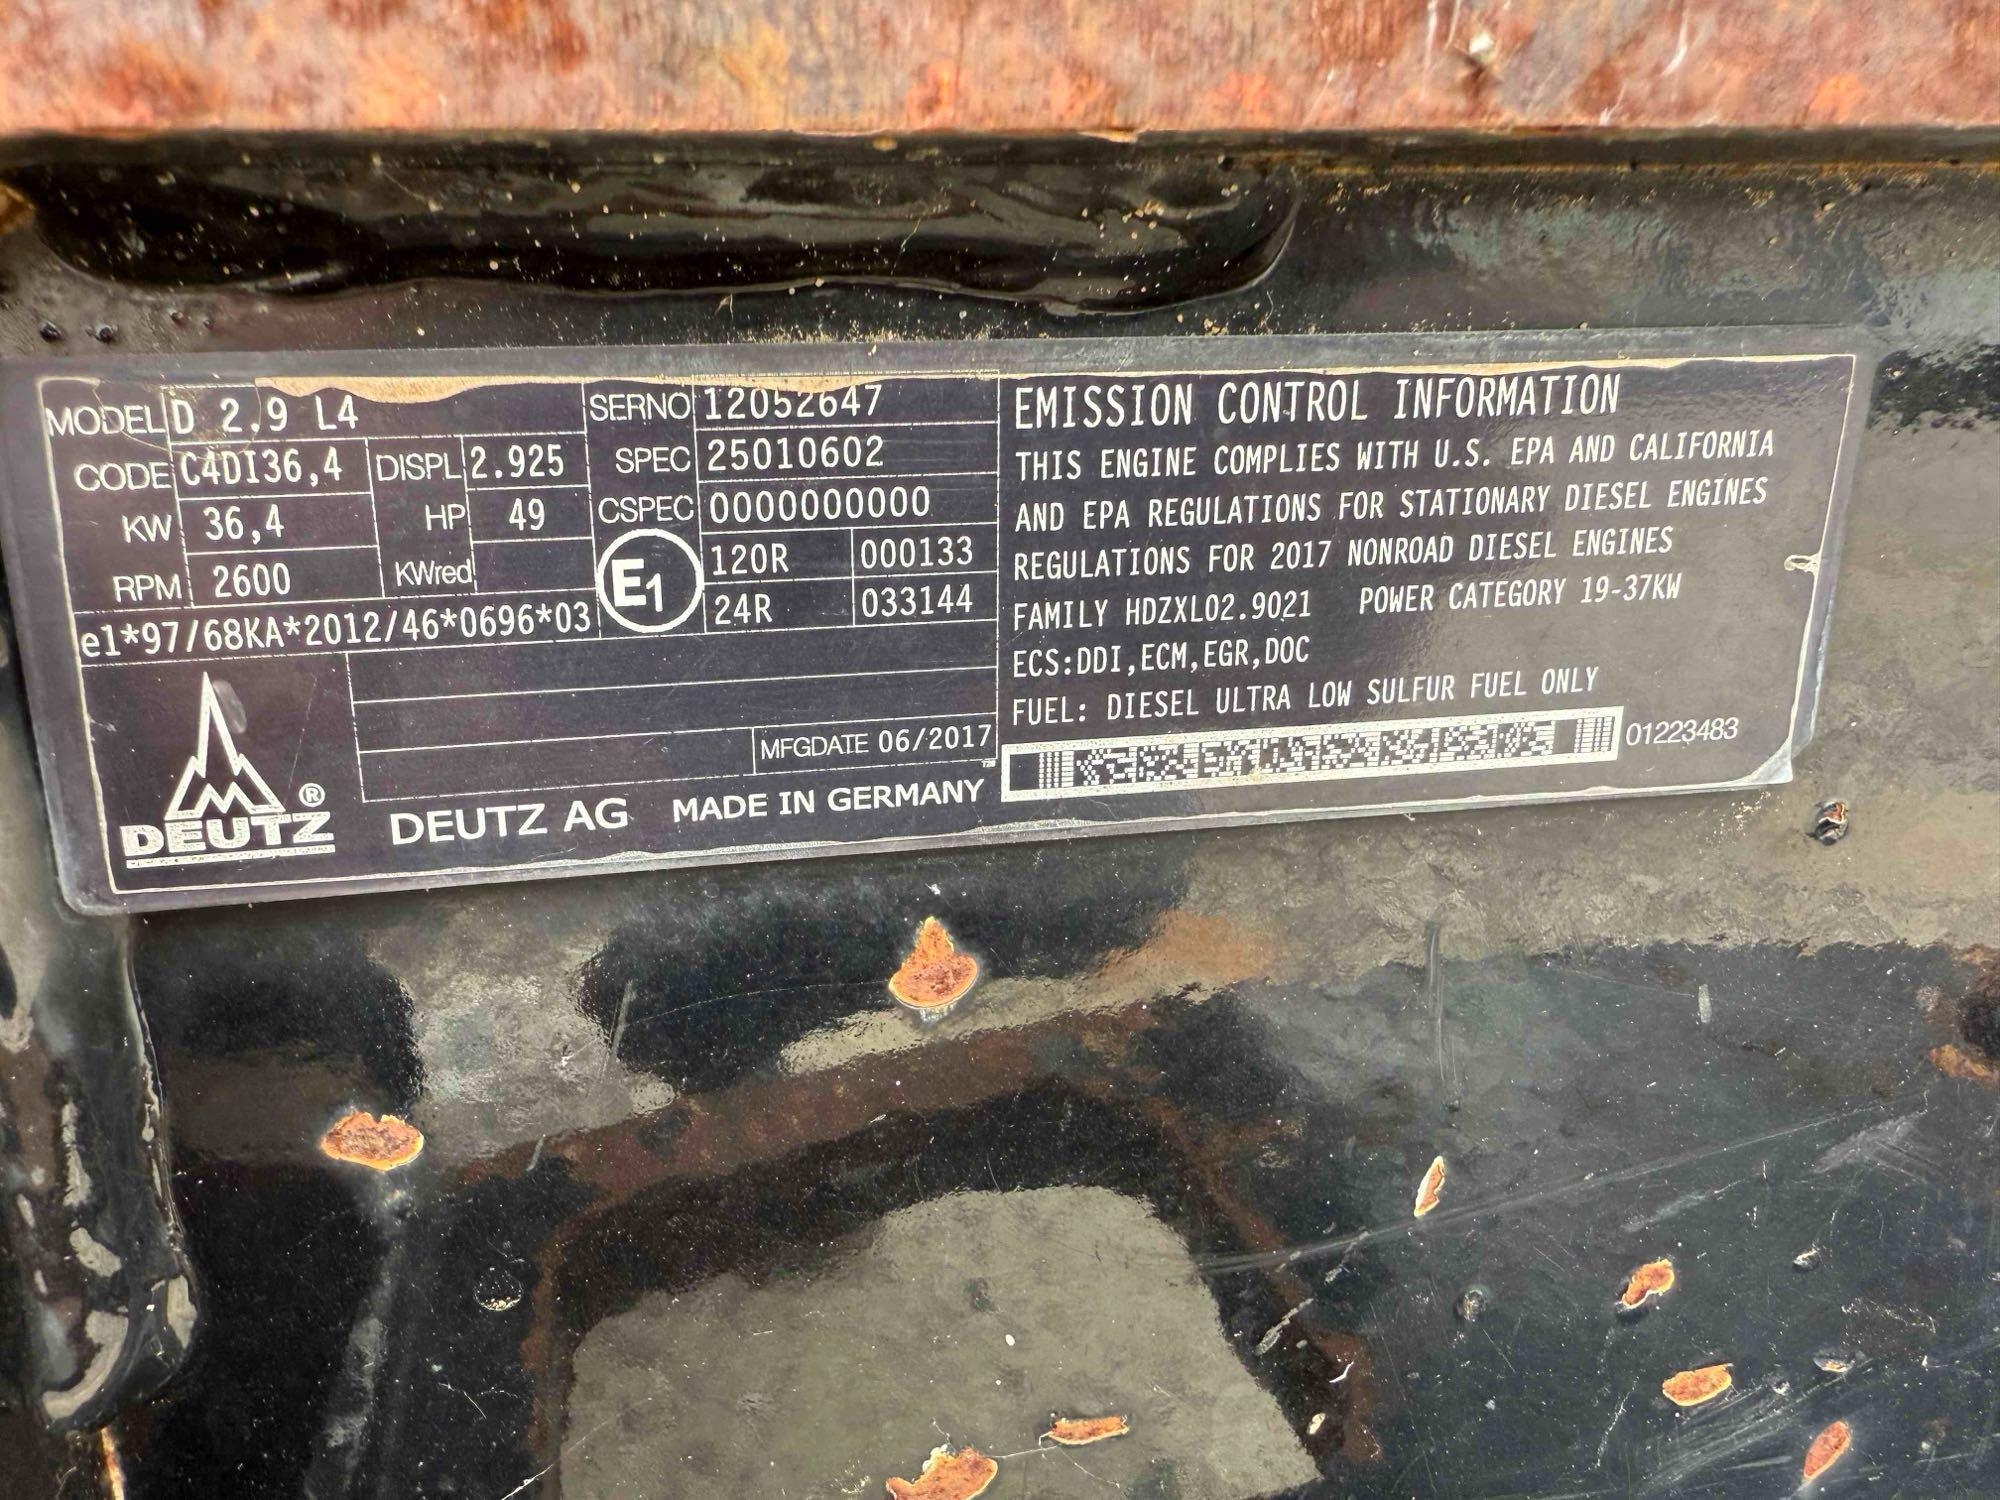 MODEL D 2.9 L4
CODE C4DI36,4 DISPL 2.925
KW 36,4 HP 49
RPM 2600 KWred
e1*97/68KA*2012/46*0696*03
SERNO 12052647
SPEC 25010602
CSPEC 0000000000
E1 120R 000133
24R 033144
MFGDATE 06/2017
DEUTZ ®
DEUTZ AG MADE IN GERMANY
EMISSION CONTROL INFORMATION
THIS ENGINE COMPLIES WITH U.S. EPA AND CALIFORNIA
AND EPA REGULATIONS FOR STATIONARY DIESEL ENGINES
REGULATIONS FOR 2017 NONROAD DIESEL ENGINES
FAMILY HDZXL02.9021 POWER CATEGORY 19-37KW
ECS:DDI,ECM,EGR,DOC
FUEL: DIESEL ULTRA LOW SULFUR FUEL ONLY
01223483